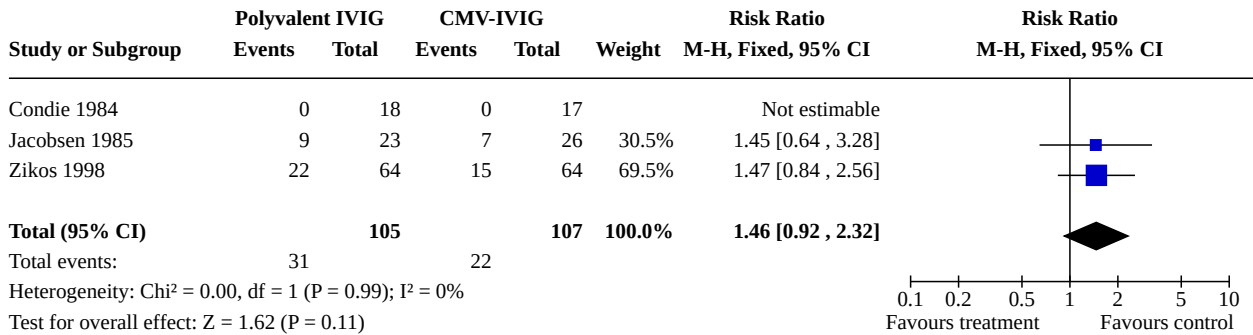 Polyvalent IVIG CMV-IVIG Risk Ratio Risk Ratio
Study or Subgroup Events Total Events Total Weight M-H, Fixed, 95% CI M-H, Fixed, 95% CI
Condie 1984 0 18 0 17 Not estimable
Jacobsen 1985 9 23 7 26 30.5% 1.45 [0.64 , 3.28]
Zikos 1998 22 64 15 64 69.5% 1.47 [0.84 , 2.56]
Total (95% CI) 105 107 100.0% 1.46 [0.92 , 2.32]
Total events: 31 22
Heterogeneity: Chi² = 0.00, df = 1 (P = 0.99); I² = 0%
0.1 0.2 0.5 1 2 5 10
Test for overall effect: Z = 1.62 (P = 0.11) Favours treatment Favours control